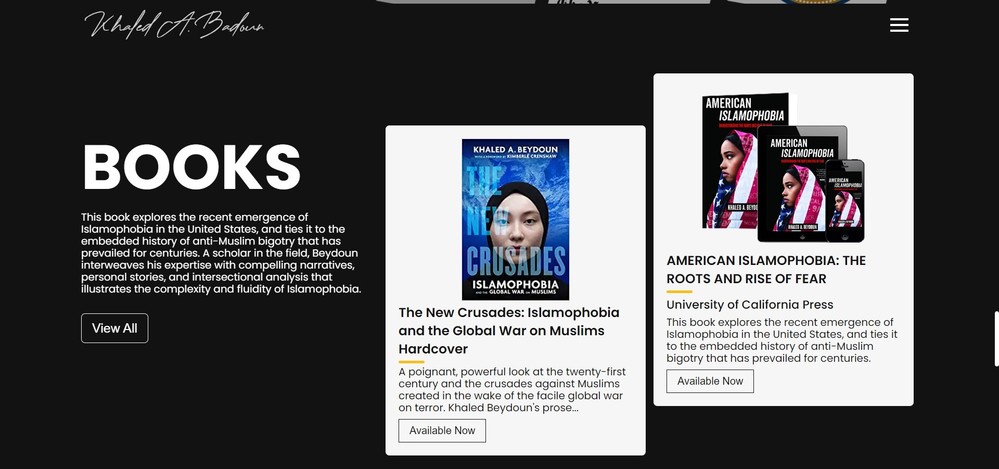 Khaled A. Badoun
BOOKS
This book explores the recent emergence of
Islamophobia in the United States, and ties it to the
embedded history of anti-Muslim bigotry that has
prevailed for centuries. A scholar in the field, Beydoun
interweaves his expertise with compelling narratives,
personal stories, and intersectional analysis that
illustrates the complexity and fluidity of Islamophobia.
View All
KHALED A. BEYDOUN
WITH A FOREWORD BY KIMBERLÉ CRENSHAW
THE
NEW
CRUSADES
ISLAMOPHOBIA
AND THE GLOBAL WAR ON MUSLIMS
The New Crusades: Islamophobia
and the Global War on Muslims
Hardcover
A poignant, powerful look at the twenty-first
century and the crusades against Muslims
created in the wake of the facile global war
on terror. Khaled Beydoun's prose...
Available Now
AMERICAN
ISLAMOPHOBIA
KHALED A. BEYDO
AMERICAN
ISLAMOPHOBIA
KHALED A. BEYDOUN
AMERICAN
ISLAMOPHOBIA
AMERICAN ISLAMOPHOBIA: THE
ROOTS AND RISE OF FEAR
University of California Press
This book explores the recent emergence of
Islamophobia in the United States, and ties it
to the embedded history of anti-Muslim
bigotry that has prevailed for centuries.
Available Now